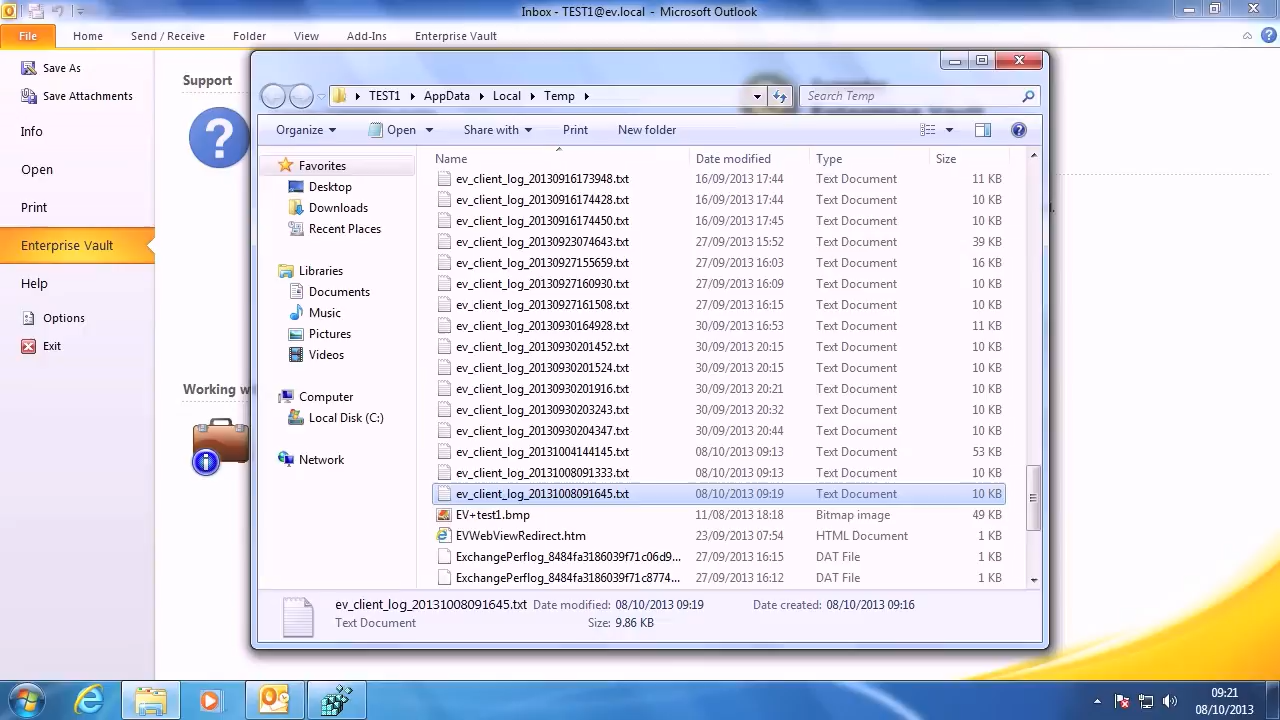 Inbox - TEST1@ev.local - Microsoft Outlook
File Home Send / Receive Folder View Add-Ins Enterprise Vault
Save As
Save Attachments
Info
Open
Print
Enterprise Vault
Help
Options
Exit
Support
Working w
TEST1 AppData Local Temp
Search Temp
Organize Open Share with Print New folder
Favorites
Desktop
Downloads
Recent Places
Libraries
Documents
Music
Pictures
Videos
Computer
Local Disk (C:)
Network
Name Date modified Type Size
ev_client_log_20130916173948.txt 16/09/2013 17:44 Text Document 11 KB
ev_client_log_20130916174428.txt 16/09/2013 17:44 Text Document 10 KB
ev_client_log_20130916174450.txt 16/09/2013 17:45 Text Document 10 KB
ev_client_log_20130923074643.txt 27/09/2013 15:52 Text Document 39 KB
ev_client_log_20130927155659.txt 27/09/2013 16:03 Text Document 16 KB
ev_client_log_20130927160930.txt 27/09/2013 16:09 Text Document 10 KB
ev_client_log_20130927161508.txt 27/09/2013 16:15 Text Document 10 KB
ev_client_log_20130930164928.txt 30/09/2013 16:53 Text Document 11 KB
ev_client_log_20130930201452.txt 30/09/2013 20:15 Text Document 10 KB
ev_client_log_20130930201524.txt 30/09/2013 20:15 Text Document 10 KB
ev_client_log_20130930201916.txt 30/09/2013 20:21 Text Document 10 KB
ev_client_log_20130930203243.txt 30/09/2013 20:32 Text Document 10 KB
ev_client_log_20130930204347.txt 30/09/2013 20:44 Text Document 10 KB
ev_client_log_20131004144145.txt 08/10/2013 09:13 Text Document 53 KB
ev_client_log_20131008091333.txt 08/10/2013 09:13 Text Document 10 KB
ev_client_log_20131008091645.txt 08/10/2013 09:19 Text Document 10 KB
EV+test1.bmp 11/08/2013 18:18 Bitmap image 49 KB
EVWebViewRedirect.htm 23/09/2013 07:54 HTML Document 1 KB
ExchangePerflog_8484fa3186039f71c06d9... 27/09/2013 16:15 DAT File 1 KB
ExchangePerflog_8484fa3186039f71c8774... 27/09/2013 16:12 DAT File 1 KB
ev_client_log_20131008091645.txt Date modified: 08/10/2013 09:19 Date created: 08/10/2013 09:16
Text Document Size: 9.86 KB
09:21
08/10/2013